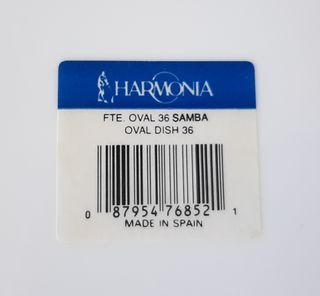 HARMONIA
FTE. OVAL 36 SAMBA
OVAL DISH 36
0 87954 76852 1
MADE IN SPAIN